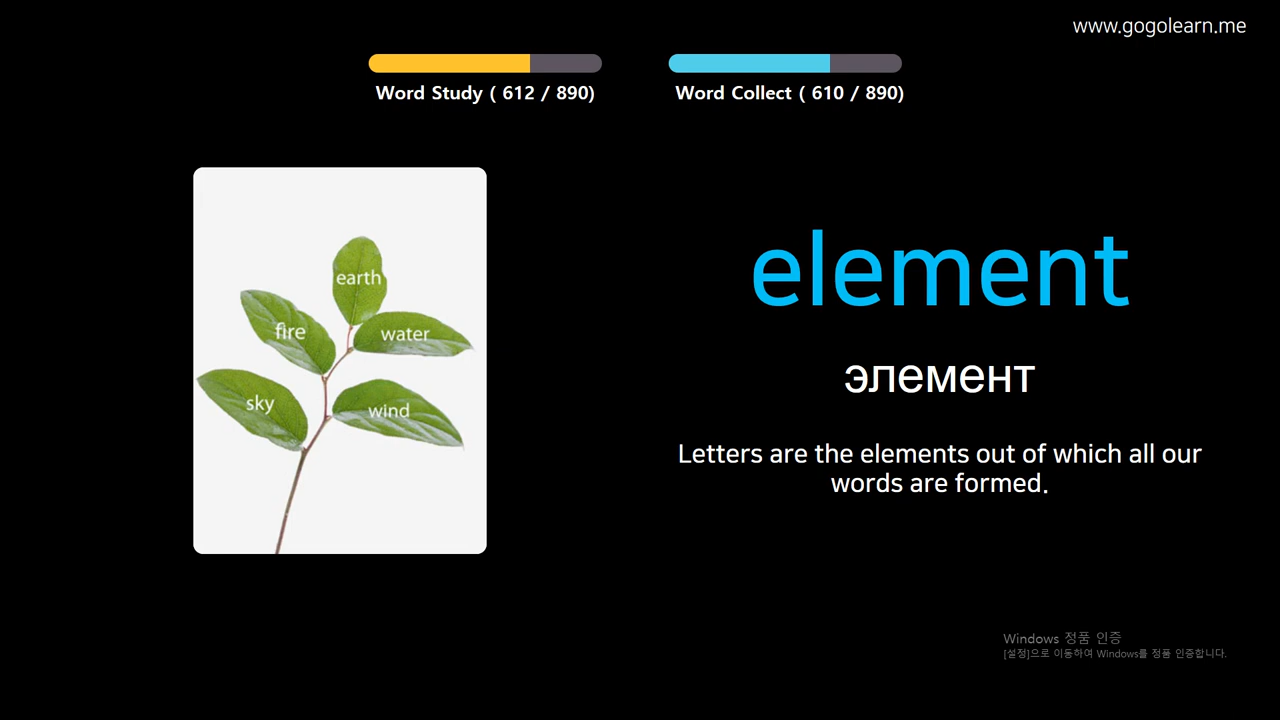 www.gogolearn.me
Word Study ( 612 / 890)
Word Collect ( 610 / 890)
earth
fire
water
sky
wind
element
элемент
Letters are the elements out of which all our
words are formed.
Windows 정품 인증
[설정]으로 이동하여 Windows를 정품 인증합니다.